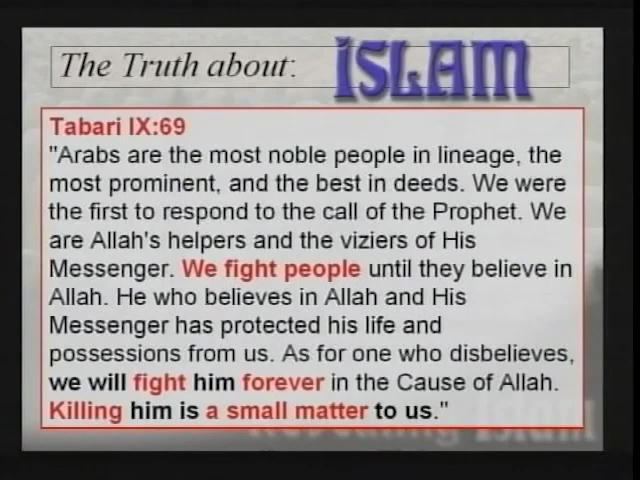 The Truth about: İSLAM
Tabari IX:69
"Arabs are the most noble people in lineage, the
most prominent, and the best in deeds. We were
the first to respond to the call of the Prophet. We
are Allah's helpers and the viziers of His
Messenger. We fight people until they believe in
Allah. He who believes in Allah and His
Messenger has protected his life and
possessions from us. As for one who disbelieves,
we will fight him forever in the Cause of Allah.
Killing him is a small matter to us."
Revealing Islam